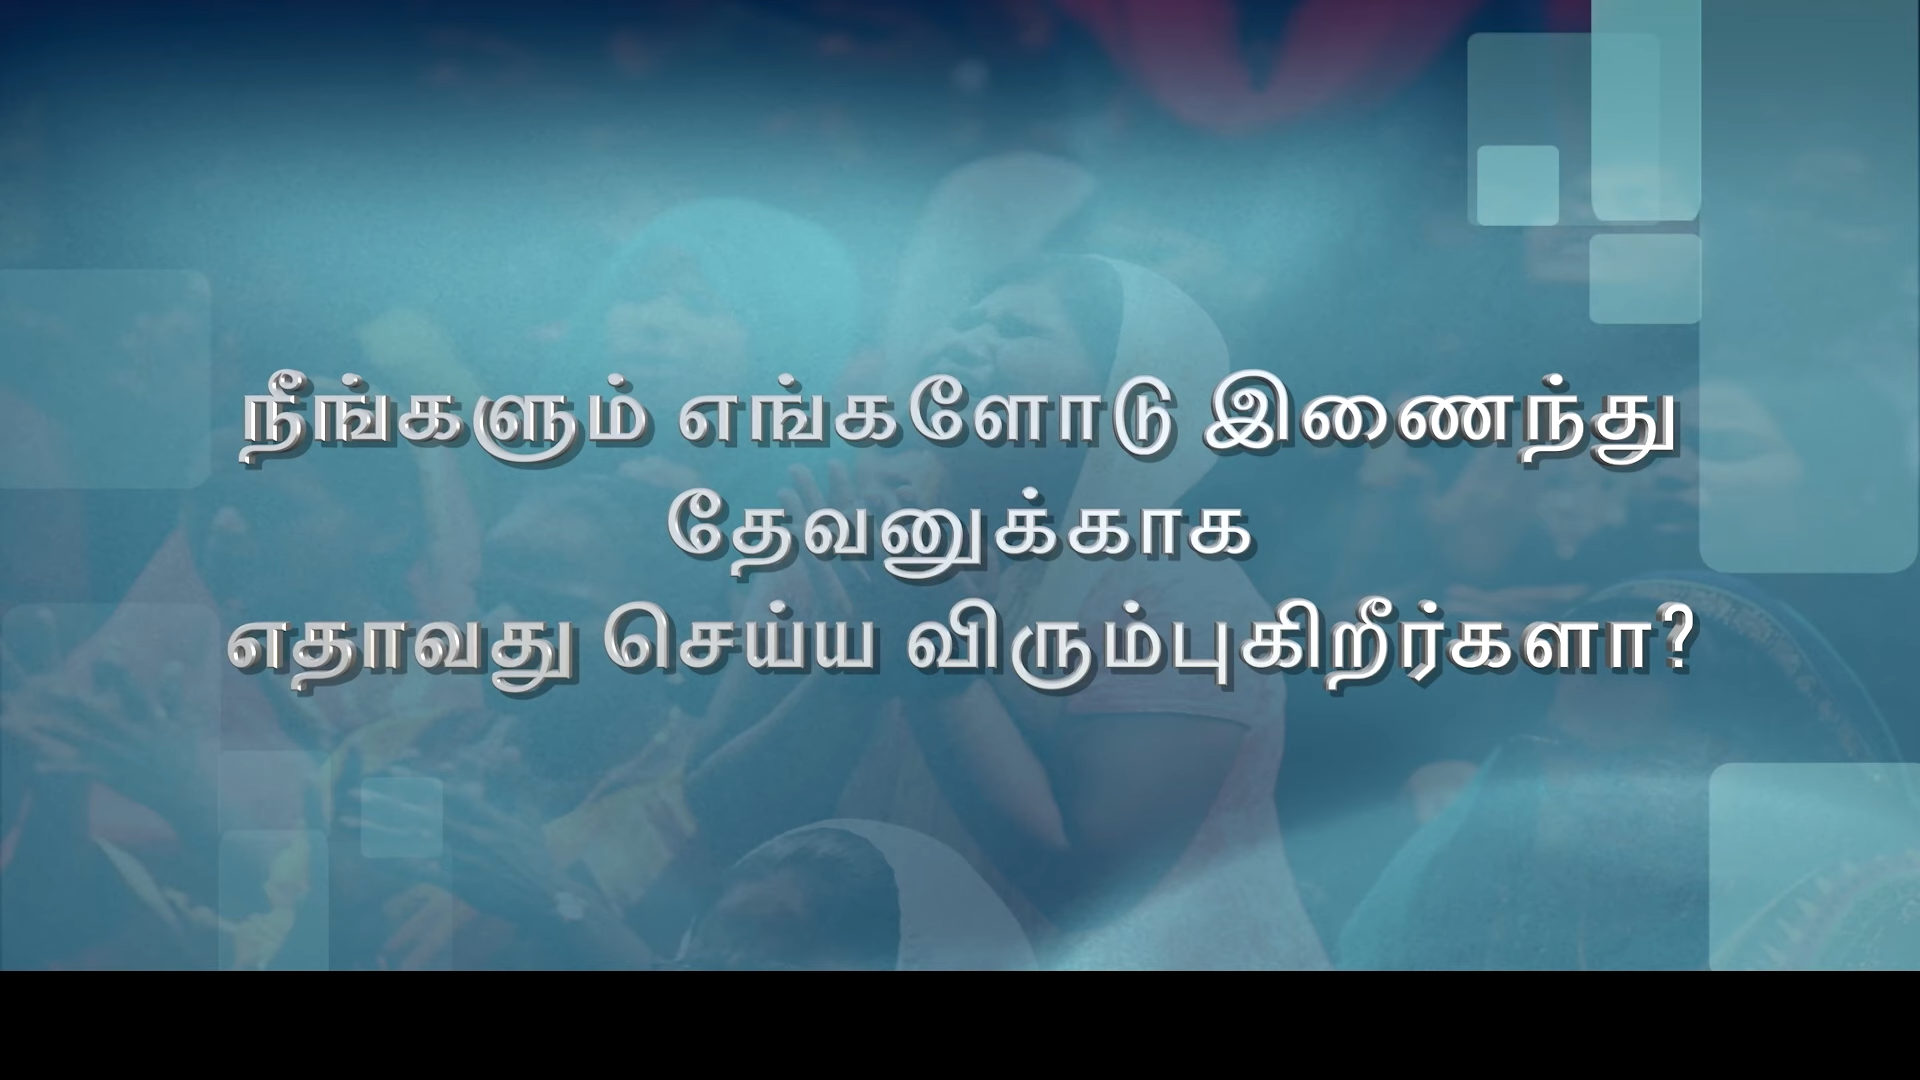 நீங்களும் எங்களோடு இணைந்து
தேவனுக்காக
எதாவது செய்ய விரும்புகிறீர்களா?